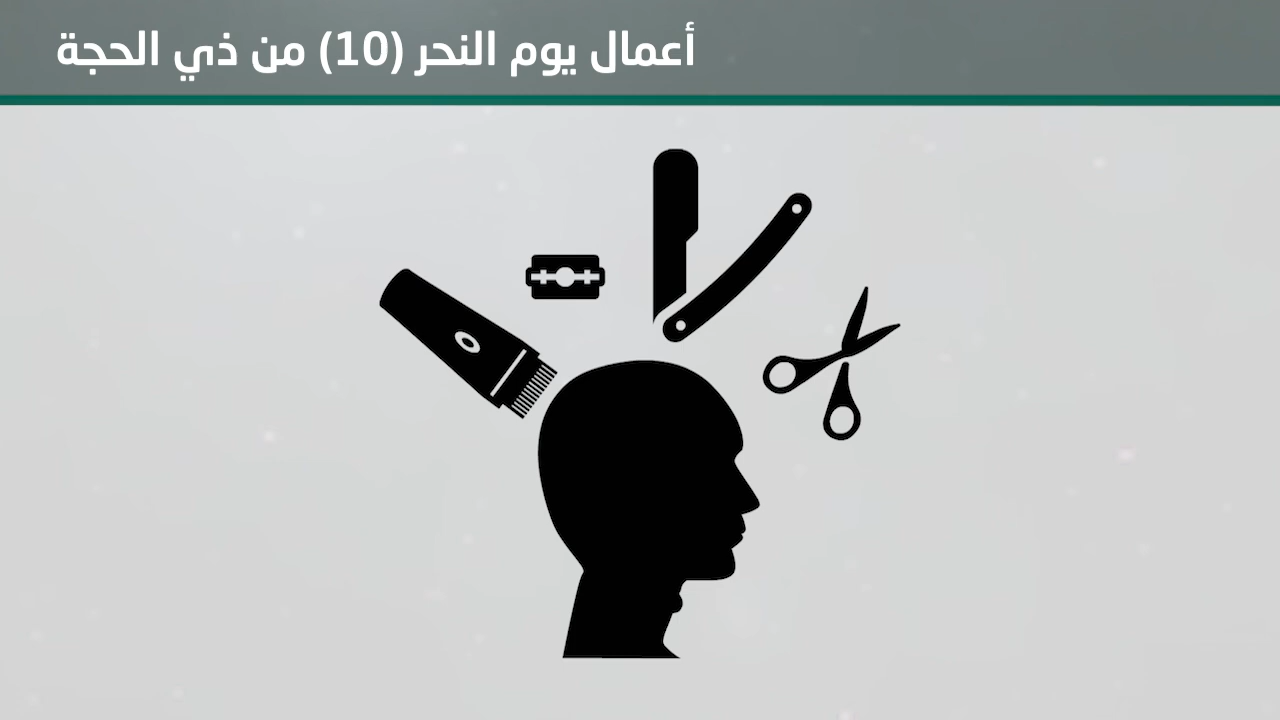 أعمال يوم النحر (10) من ذي الحجة